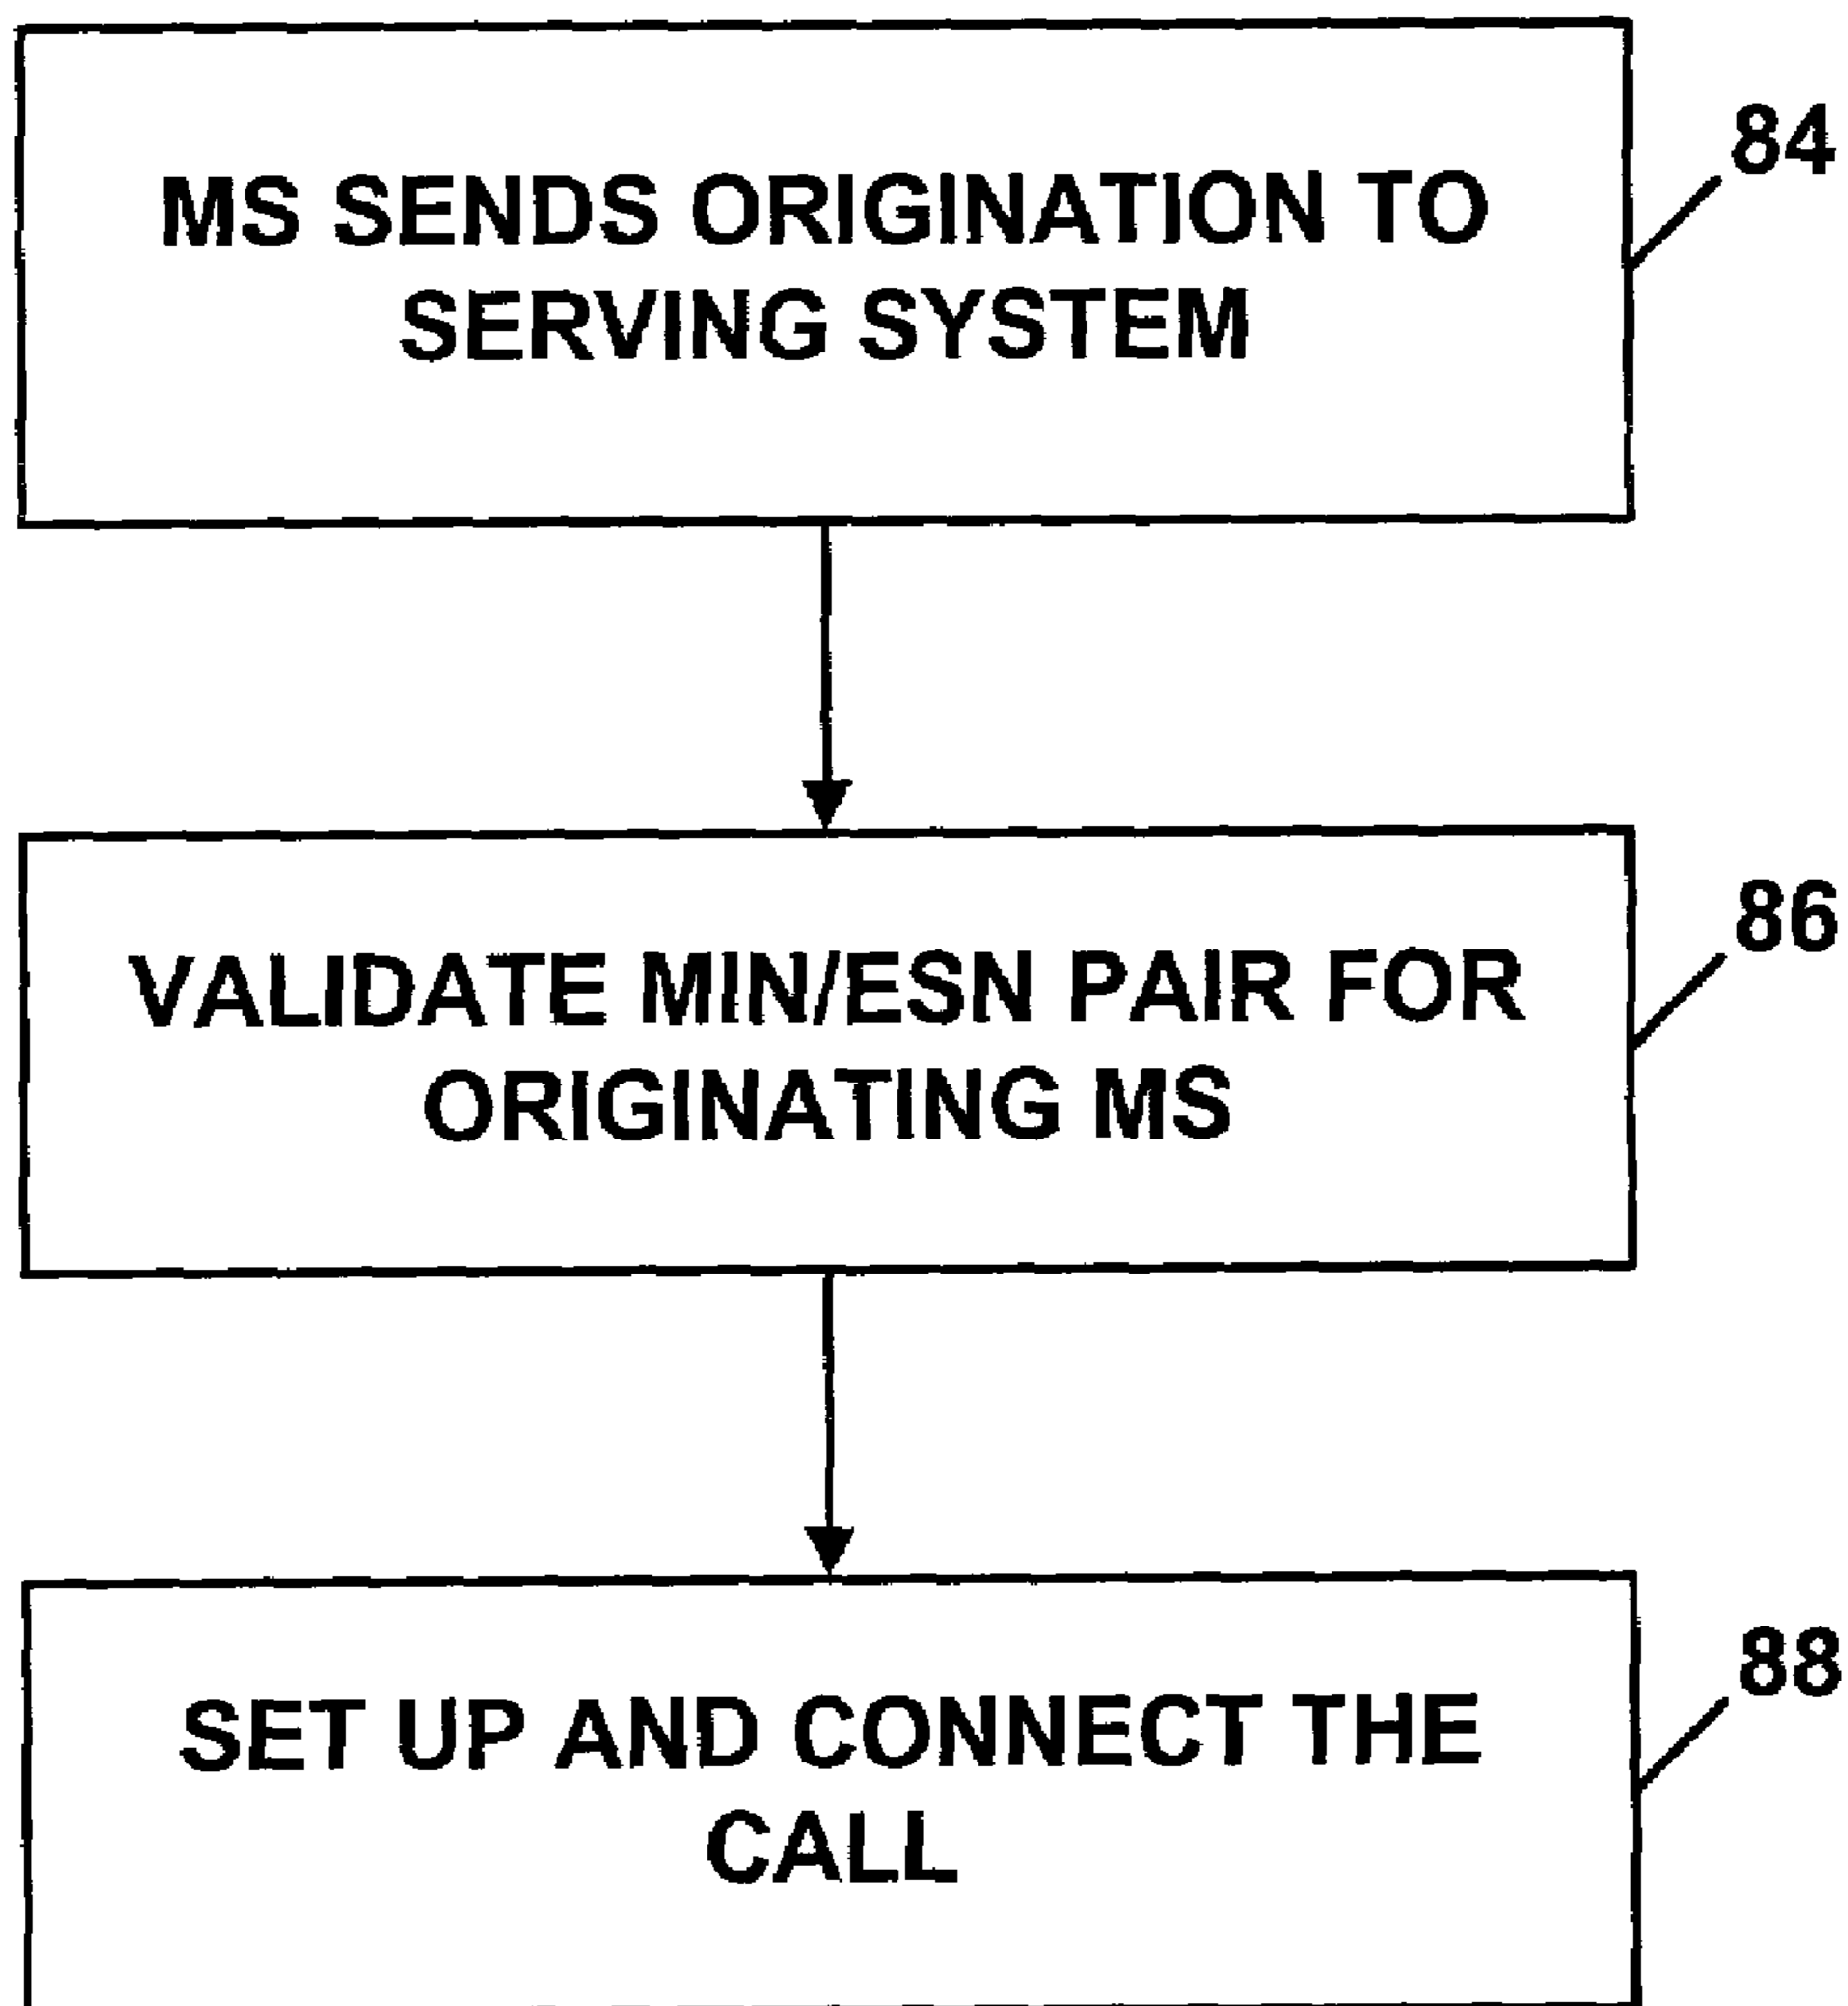 84
MS SENDS ORIGINATION TO
SERVING SYSTEM
86
VALIDATE MIN/ESN PAIR FOR
ORIGINATING MS
88
SET UP AND CONNECT THE
CALL